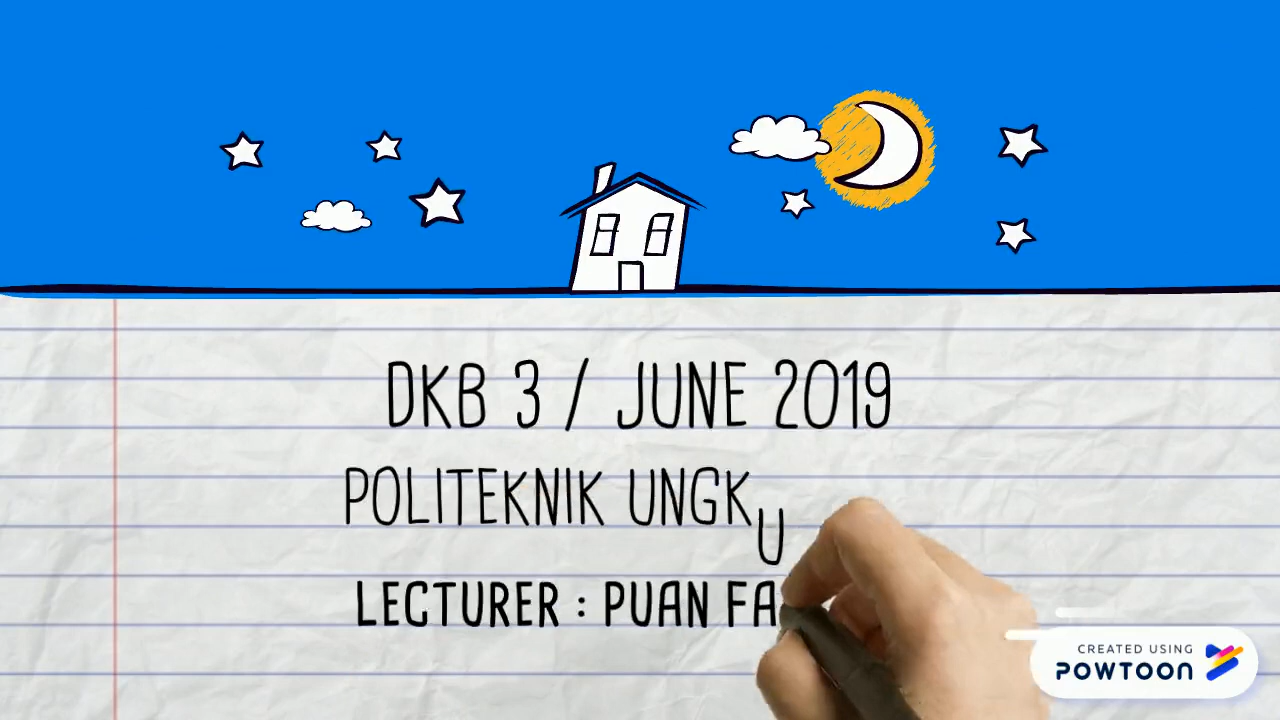 DKB 3 / JUNE 2019
POLITEKNIK UNGKU
LECTURER : PUAN FA
CREATED USING
POWTOON